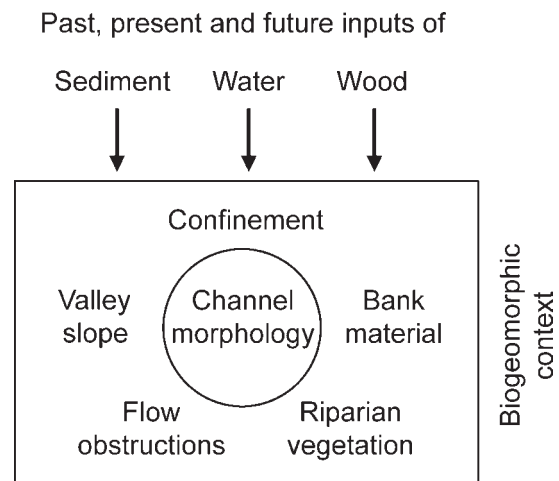 Past, present and future inputs of
Sediment Water Wood
Confinement
Valley
slope
Channel
morphology
Bank
material
Flow
obstructions
Riparian
vegetation
Biogeomorphic
context